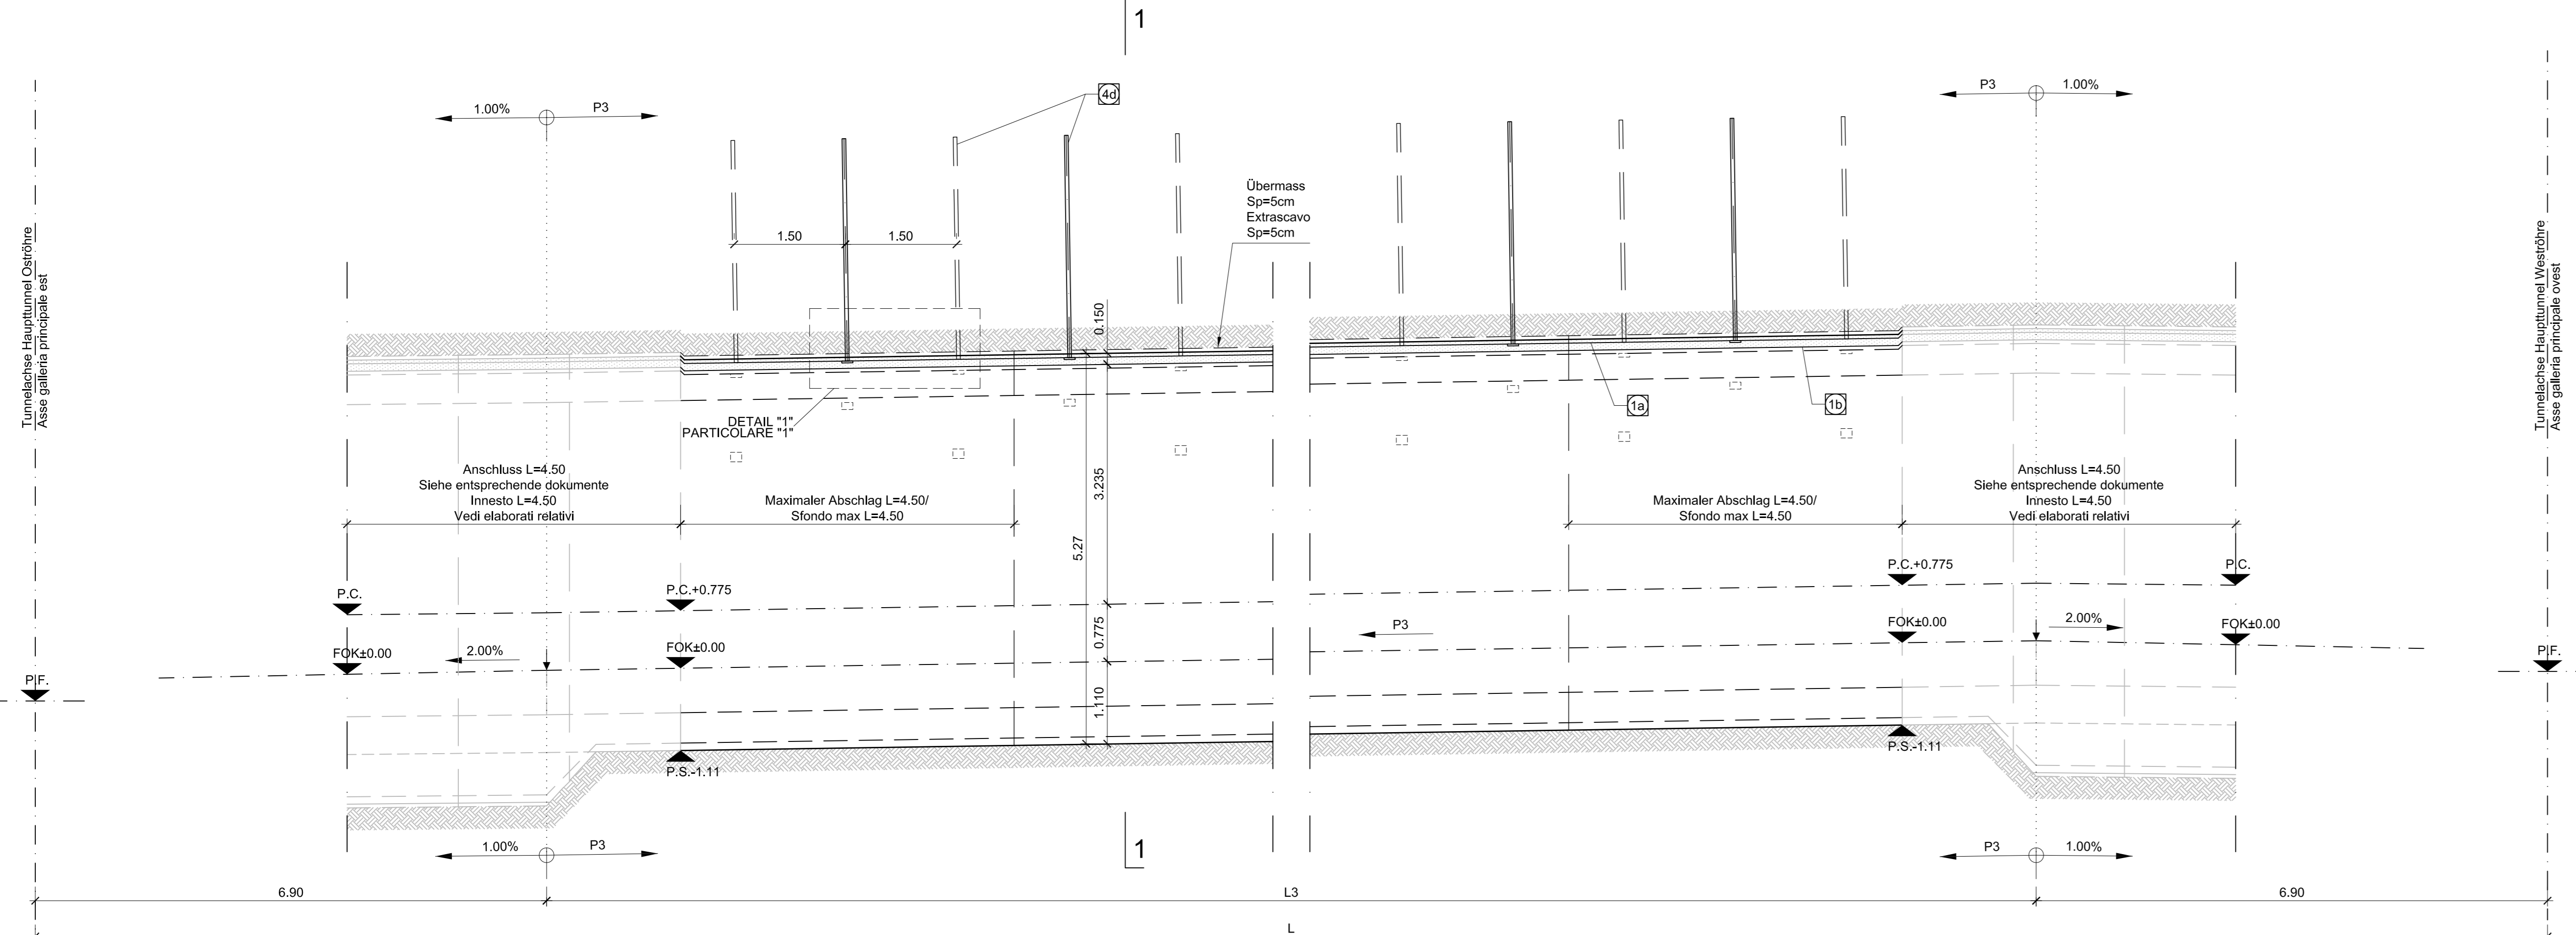 1
1.00%
P3
4d
P3
1.00%
Übermass
Sp=5cm
Extrascavo
Sp=5cm
1.50
1.50
Tunnelachse Haupttunnel Oströhre
Asse galleria principale est
Tunnelachse Haupttunnel Weströhre
Asse galleria principale ovest
0.150
DETAIL "1"
PARTICOLARE "1"
1a
1b
Anschluss L=4.50
Siehe entsprechende dokumente
Innesto L=4.50
Vedi elaborati relativi
Maximaler Abschlag L=4.50/
Sfondo max L=4.50
3.235
5.27
Maximaler Abschlag L=4.50/
Sfondo max L=4.50
Anschluss L=4.50
Siehe entsprechende dokumente
Innesto L=4.50
Vedi elaborati relativi
P.C.
P.C.+0.775
P.C.+0.775
P.C.
0.775
FOK±0.00
2.00%
FOK±0.00
P3
FOK±0.00
2.00%
FOK±0.00
P.F.
P.F.
1.110
P.S.-1.11
P.S.-1.11
1.00%
P3
1
P3
1.00%
6.90
L3
6.90
L